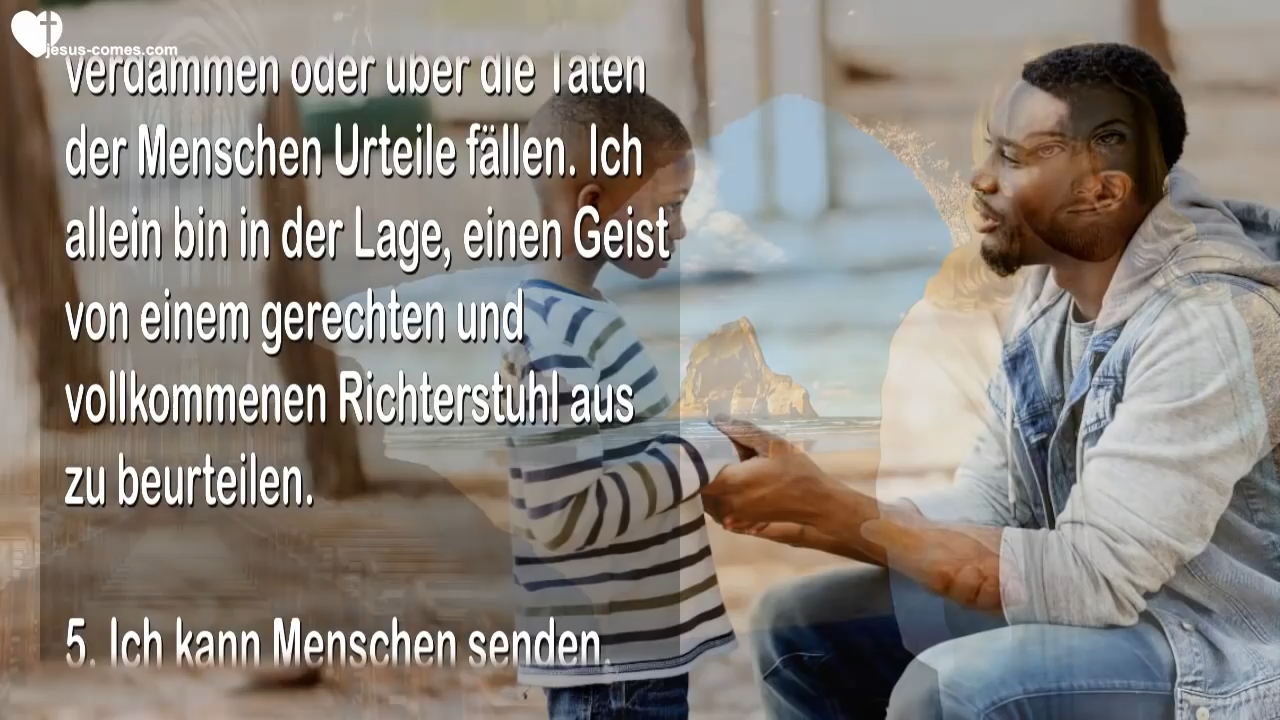 jesus-comes.com
verdammen oder über die Taten
der Menschen Urteile fällen. Ich
allein bin in der Lage, einen Geist
von einem gerechten und
vollkommenen Richterstuhl aus
zu beurteilen.
5. Ich kann Menschen senden,